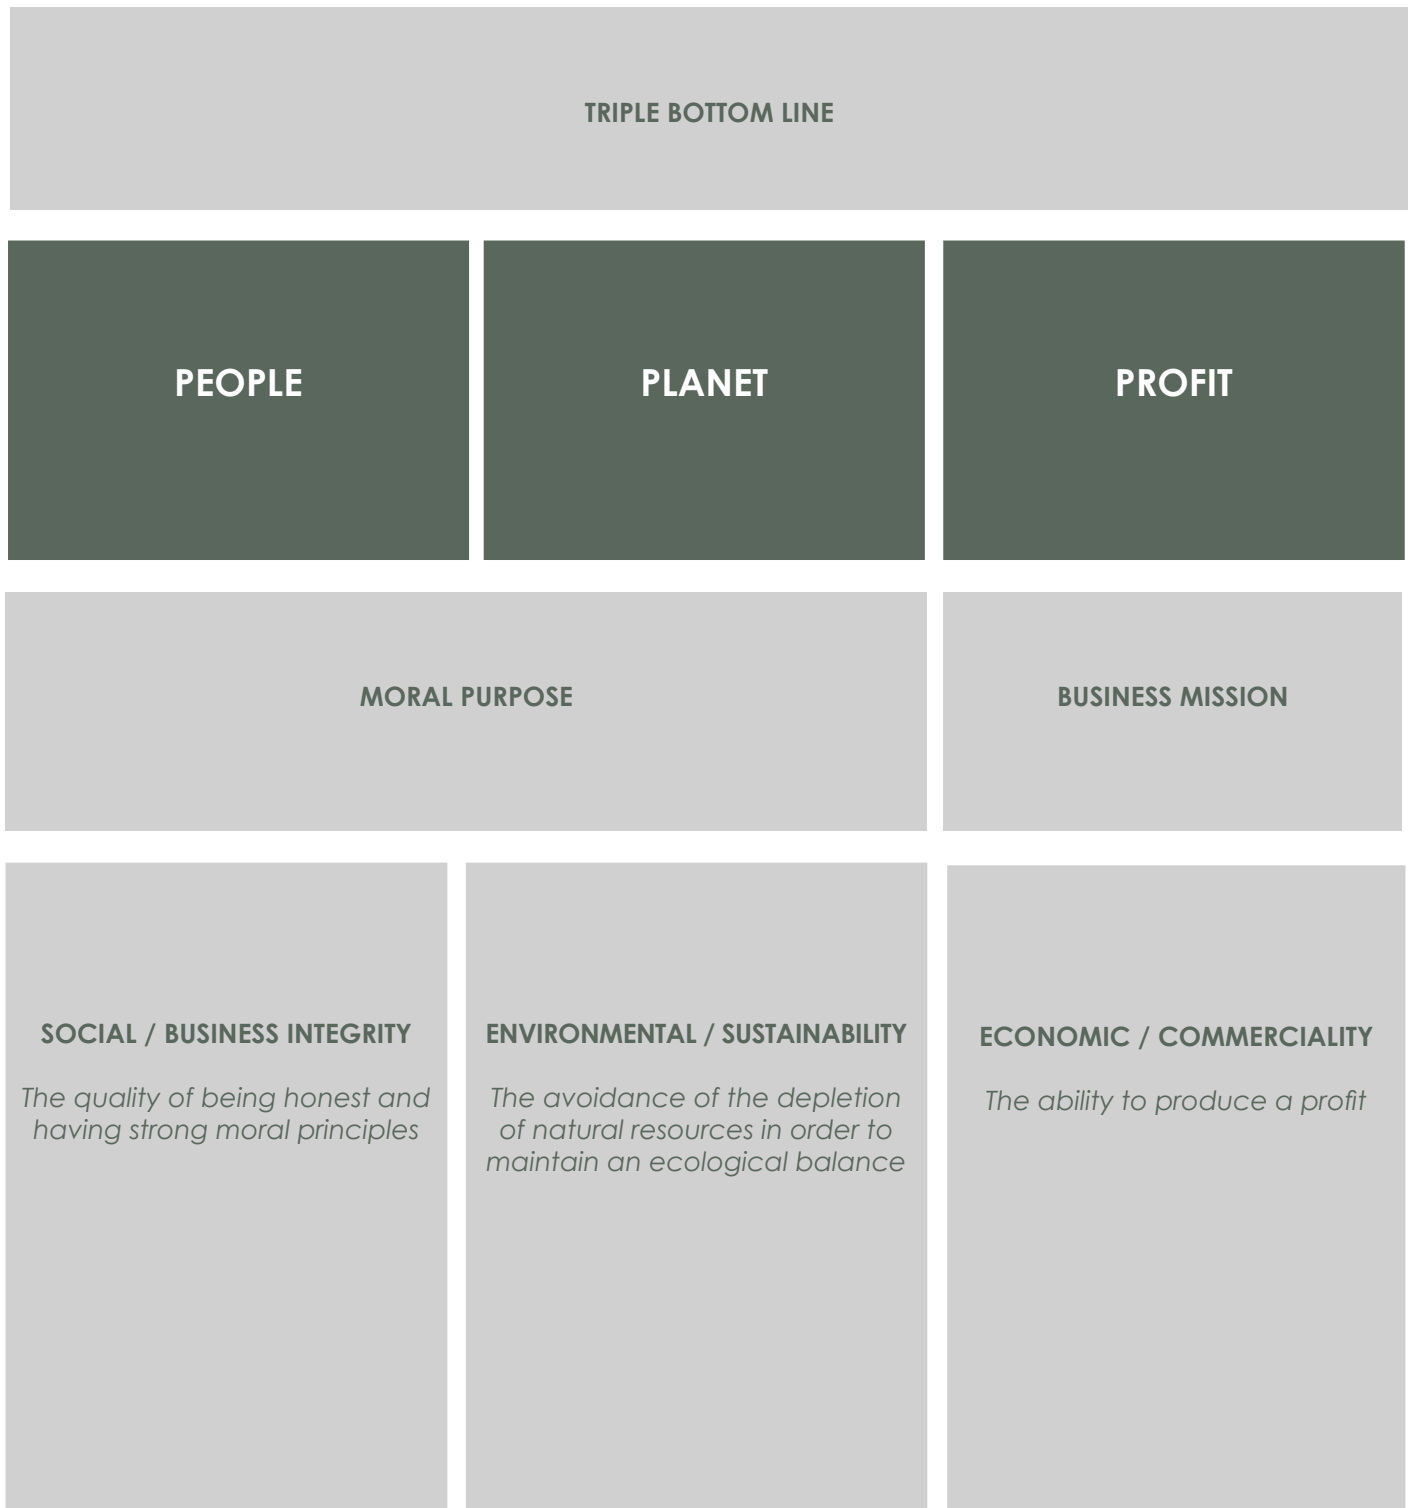 TRIPLE BOTTOM LINE
PEOPLE
PLANET
PROFIT
MORAL PURPOSE
BUSINESS MISSION
SOCIAL / BUSINESS INTEGRITY
The quality of being honest and
having strong moral principles
ENVIRONMENTAL / SUSTAINABILITY
The avoidance of the depletion
of natural resources in order to
maintain an ecological balance
ECONOMIC / COMMERCIALITY
The ability to produce a profit